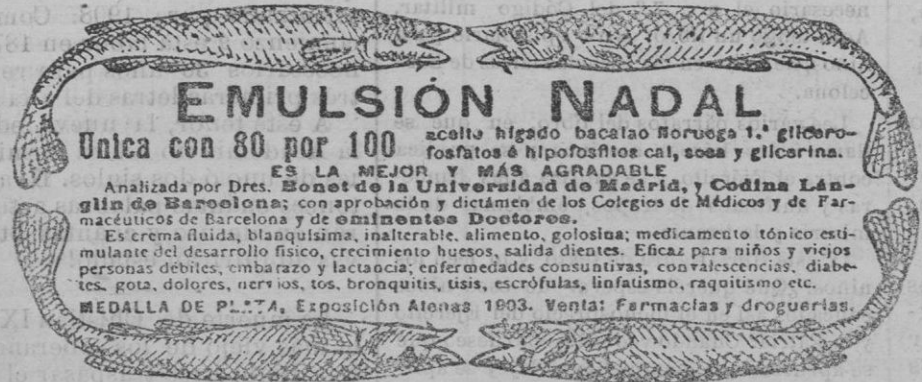 EMULSIÓN NADAL
Única con 80 por 100 aceite hígado bacalao Noruega 1.ª glicero-
fosfatos é hipofosfitos cal, sosa y glicerina.
ES LA MEJOR Y MÁS AGRADABLE
Analizada por Dres. Bonet de la Universidad de Madrid, y Codina Län-
glin de Barcelona; con aprobación y dictámen de los Colegios de Médicos y de Far-
macéuticos de Barcelona y de eminentes Doctores.
Es crema fluida, blanquísima, inalterable, alimento, golosina; medicamento tónico esti-
mulante del desarrollo físico, crecimiento huesos, salida dientes. Eficaz para niños y viejos
personas débiles, embarazo y lactancia; enfermedades consuntivas, convalescencias, diabe-
tes, gota, dolores, nervios, tos, bronquitis, tisis, escrófulas, linfatismo, raquitismo etc.
MEDALLA DE PLATA, Exposición Atenas 1903. Venta: Farmacias y droguerías.